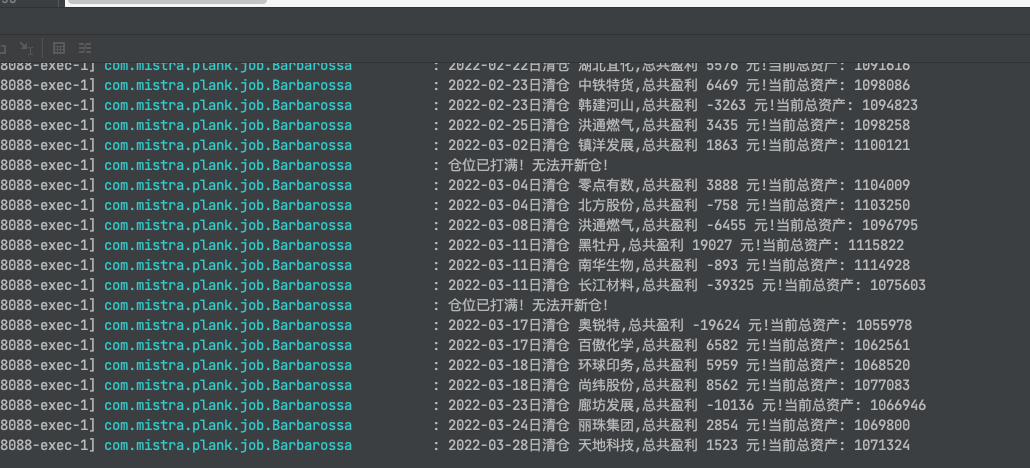 8088-exec-1] com.mistra.plank.job.Barbarossa : 2022-02-22日清仓 湖北宜化,总共盈利 5576 元!当前总资产: 1091616
8088-exec-1] com.mistra.plank.job.Barbarossa : 2022-02-23日清仓 中铁特货,总共盈利 6469 元!当前总资产: 1098086
8088-exec-1] com.mistra.plank.job.Barbarossa : 2022-02-23日清仓 韩建河山,总共盈利 -3263 元!当前总资产: 1094823
8088-exec-1] com.mistra.plank.job.Barbarossa : 2022-02-25日清仓 洪通燃气,总共盈利 3435 元!当前总资产: 1098258
8088-exec-1] com.mistra.plank.job.Barbarossa : 2022-03-02日清仓 镇洋发展,总共盈利 1863 元!当前总资产: 1100121
8088-exec-1] com.mistra.plank.job.Barbarossa : 仓位已打满！无法开新仓！
8088-exec-1] com.mistra.plank.job.Barbarossa : 2022-03-04日清仓 零点有数,总共盈利 3888 元!当前总资产: 1104009
8088-exec-1] com.mistra.plank.job.Barbarossa : 2022-03-04日清仓 北方股份,总共盈利 -758 元!当前总资产: 1103250
8088-exec-1] com.mistra.plank.job.Barbarossa : 2022-03-08日清仓 洪通燃气,总共盈利 -6455 元!当前总资产: 1096795
8088-exec-1] com.mistra.plank.job.Barbarossa : 2022-03-11日清仓 黑牡丹,总共盈利 19027 元!当前总资产: 1115822
8088-exec-1] com.mistra.plank.job.Barbarossa : 2022-03-11日清仓 南华生物,总共盈利 -893 元!当前总资产: 1114928
8088-exec-1] com.mistra.plank.job.Barbarossa : 2022-03-11日清仓 长江材料,总共盈利 -39325 元!当前总资产: 1075603
8088-exec-1] com.mistra.plank.job.Barbarossa : 仓位已打满！无法开新仓！
8088-exec-1] com.mistra.plank.job.Barbarossa : 2022-03-17日清仓 奥锐特,总共盈利 -19624 元!当前总资产: 1055978
8088-exec-1] com.mistra.plank.job.Barbarossa : 2022-03-17日清仓 百傲化学,总共盈利 6582 元!当前总资产: 1062561
8088-exec-1] com.mistra.plank.job.Barbarossa : 2022-03-18日清仓 环球印务,总共盈利 5959 元!当前总资产: 1068520
8088-exec-1] com.mistra.plank.job.Barbarossa : 2022-03-18日清仓 尚纬股份,总共盈利 8562 元!当前总资产: 1077083
8088-exec-1] com.mistra.plank.job.Barbarossa : 2022-03-23日清仓 廊坊发展,总共盈利 -10136 元!当前总资产: 1066946
8088-exec-1] com.mistra.plank.job.Barbarossa : 2022-03-24日清仓 丽珠集团,总共盈利 2854 元!当前总资产: 1069800
8088-exec-1] com.mistra.plank.job.Barbarossa : 2022-03-28日清仓 天地科技,总共盈利 1523 元!当前总资产: 1071324